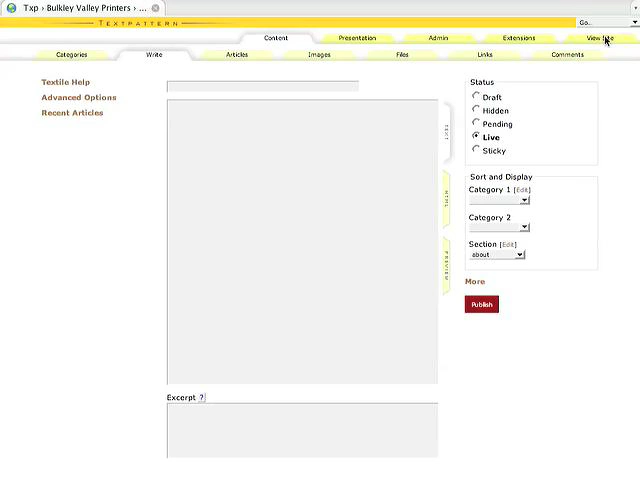 Txp › Bulkley Valley Printers › ...
TEXTPATTERN
Go...
Content Presentation Admin Extensions View Site
Categories Write Articles Images Files Links Comments
Textile Help
Advanced Options
Recent Articles
TEXT
HTML
PREVIEW
Excerpt ?
Status
Draft
Hidden
Pending
Live
Sticky
Sort and Display
Category 1 [Edit]
Category 2
Section [Edit]
about
More
Publish